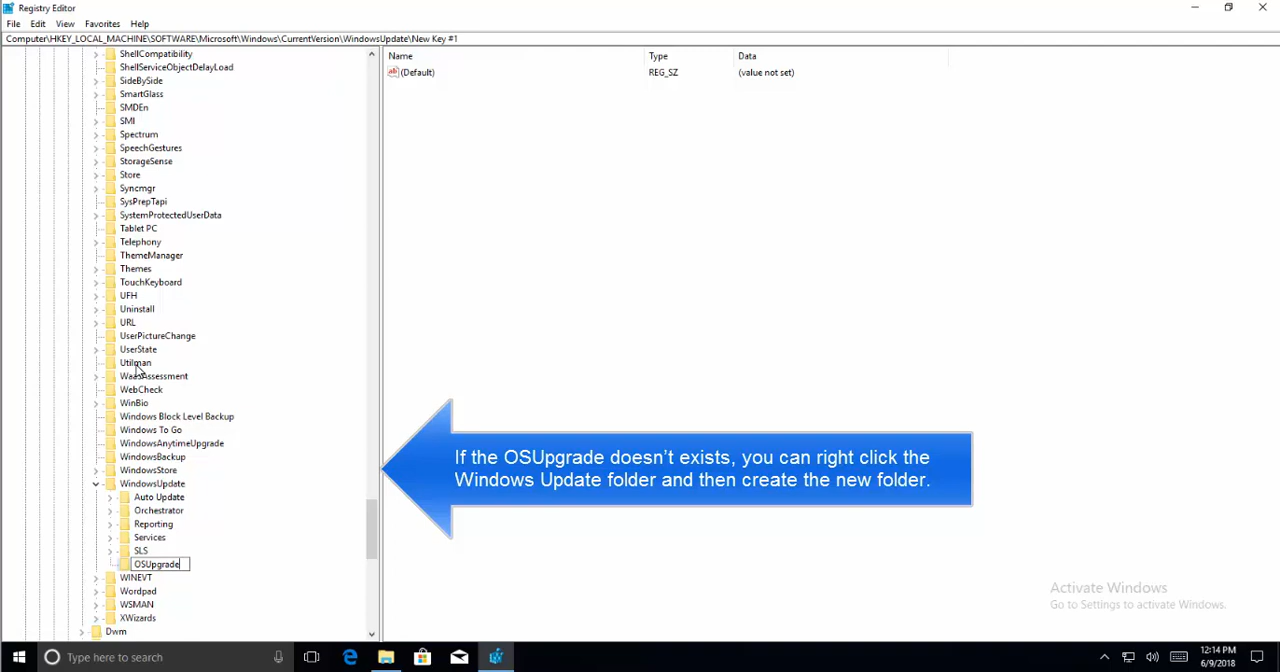 Registry Editor
File Edit View Favorites Help
Computer\HKEY_LOCAL_MACHINE\SOFTWARE\Microsoft\Windows\CurrentVersion\WindowsUpdate\New Key #1
Name Type Data
ab (Default) REG_SZ (value not set)
ShellCompatibility
ShellServiceObjectDelayLoad
SideBySide
SmartGlass
SMDEn
SMI
Spectrum
SpeechGestures
StorageSense
Store
Syncmgr
SysPrepTapi
SystemProtectedUserData
Tablet PC
Telephony
ThemeManager
Themes
TouchKeyboard
UFH
Uninstall
URL
UserPictureChange
UserState
Utilman
WaasAssessment
WebCheck
WinBio
Windows Block Level Backup
Windows To Go
WindowsAnytimeUpgrade
WindowsBackup
WindowsStore
WindowsUpdate
Auto Update
Orchestrator
Reporting
Services
SLS
OSUpgrade
WINEVT
Wordpad
WSMAN
XWizards
Dwm
If the OSUpgrade doesn't exists, you can right click the
Windows Update folder and then create the new folder.
Activate Windows
Go to Settings to activate Windows.
Type here to search
12:14 PM
6/9/2018